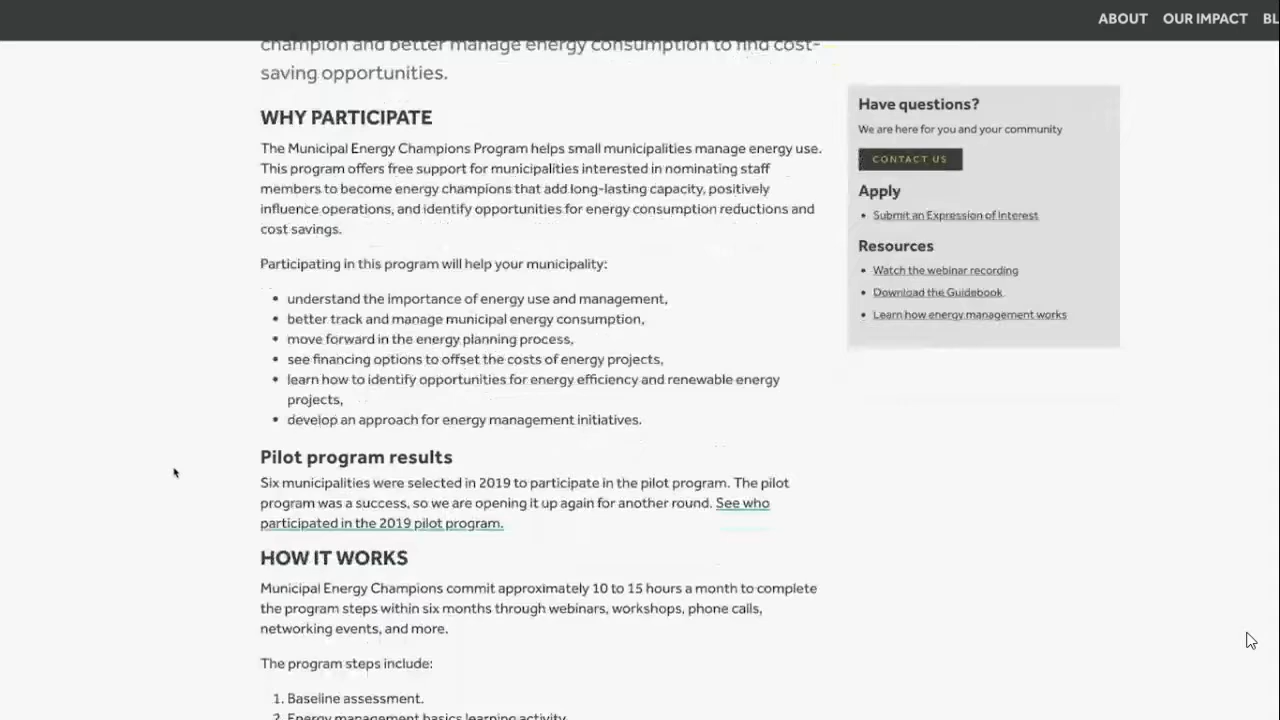 ABOUT OUR IMPACT BL
champion and better manage energy consumption to find cost-
saving opportunities.
WHY PARTICIPATE
The Municipal Energy Champions Program helps small municipalities manage energy use.
This program offers free support for municipalities interested in nominating staff
members to become energy champions that add long-lasting capacity, positively
influence operations, and identify opportunities for energy consumption reductions and
cost savings.
Participating in this program will help your municipality:
• understand the importance of energy use and management,
• better track and manage municipal energy consumption,
• move forward in the energy planning process,
• see financing options to offset the costs of energy projects,
• learn how to identify opportunities for energy efficiency and renewable energy
projects,
• develop an approach for energy management initiatives.
Pilot program results
Six municipalities were selected in 2019 to participate in the pilot program. The pilot
program was a success, so we are opening it up again for another round. See who
participated in the 2019 pilot program.
HOW IT WORKS
Municipal Energy Champions commit approximately 10 to 15 hours a month to complete
the program steps within six months through webinars, workshops, phone calls,
networking events, and more.
The program steps include:
1. Baseline assessment.
2. Energy management basics learning activity.
Have questions?
We are here for you and your community
CONTACT US
Apply
• Submit an Expression of Interest
Resources
• Watch the webinar recording
• Download the Guidebook
• Learn how energy management works